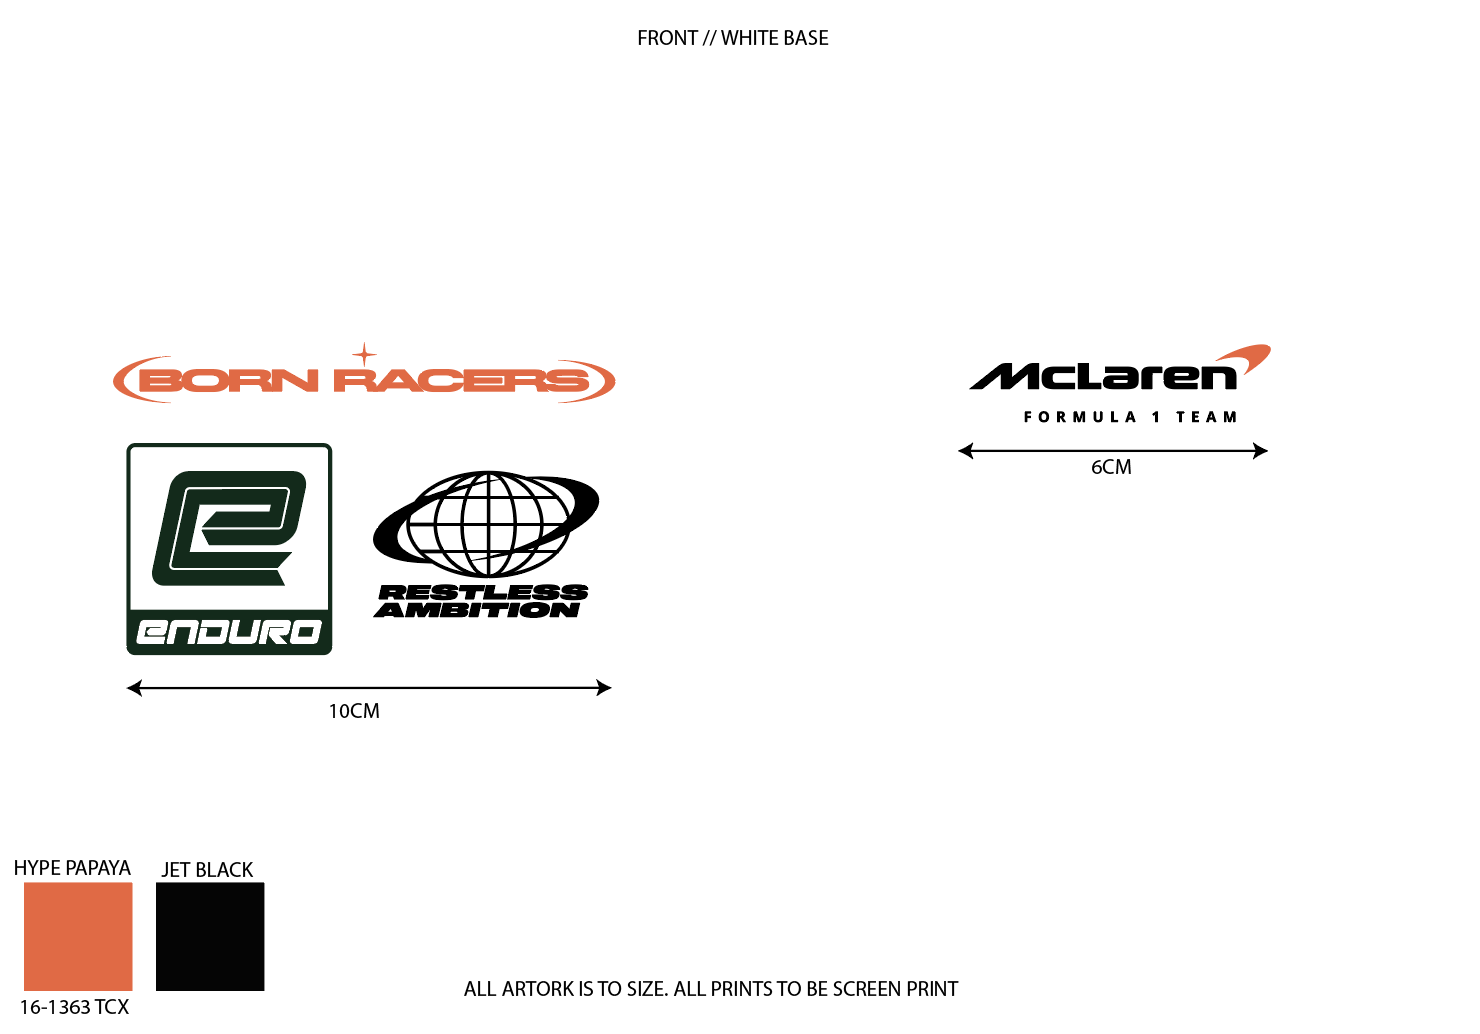 FRONT // WHITE BASE
BORN RACERS
ENDURO
RESTLESS
AMBITION
10CM
McLaren
FORMULA 1 TEAM
6CM
HYPE PAPAYA
JET BLACK
16-1363 TCX
ALL ARTORK IS TO SIZE. ALL PRINTS TO BE SCREEN PRINT